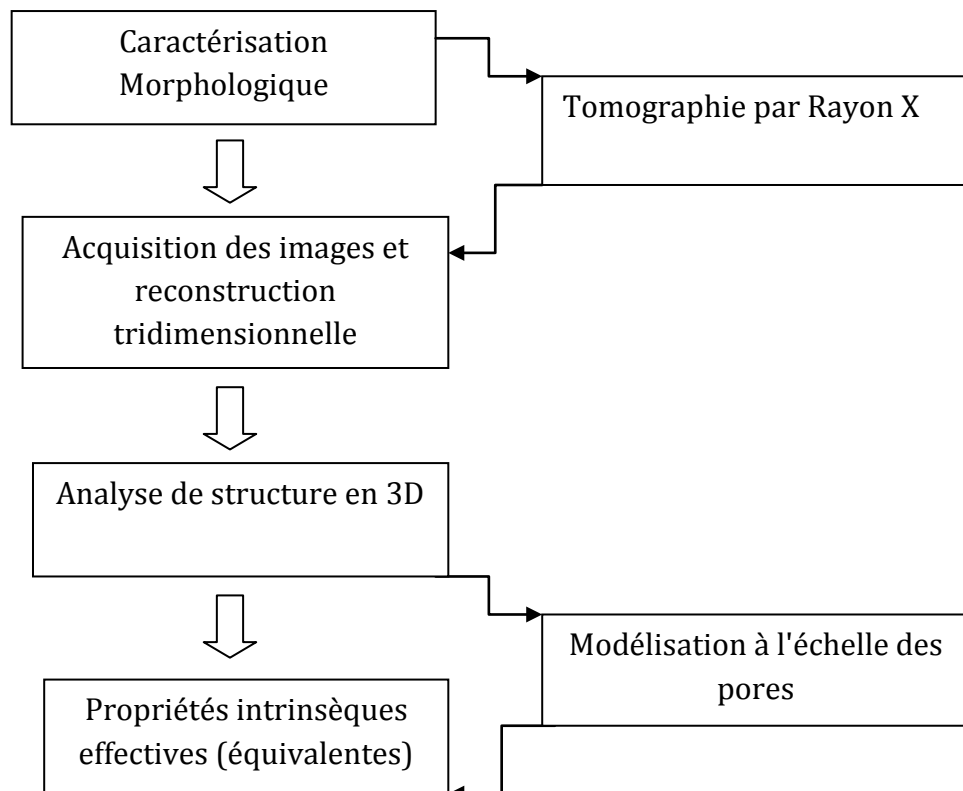 Caractérisation
Morphologique
Tomographie par Rayon X
Acquisition des images et
reconstruction
tridimensionnelle
Analyse de structure en 3D
Modélisation à l'échelle des
pores
Propriétés intrinsèques
effectives (équivalentes)